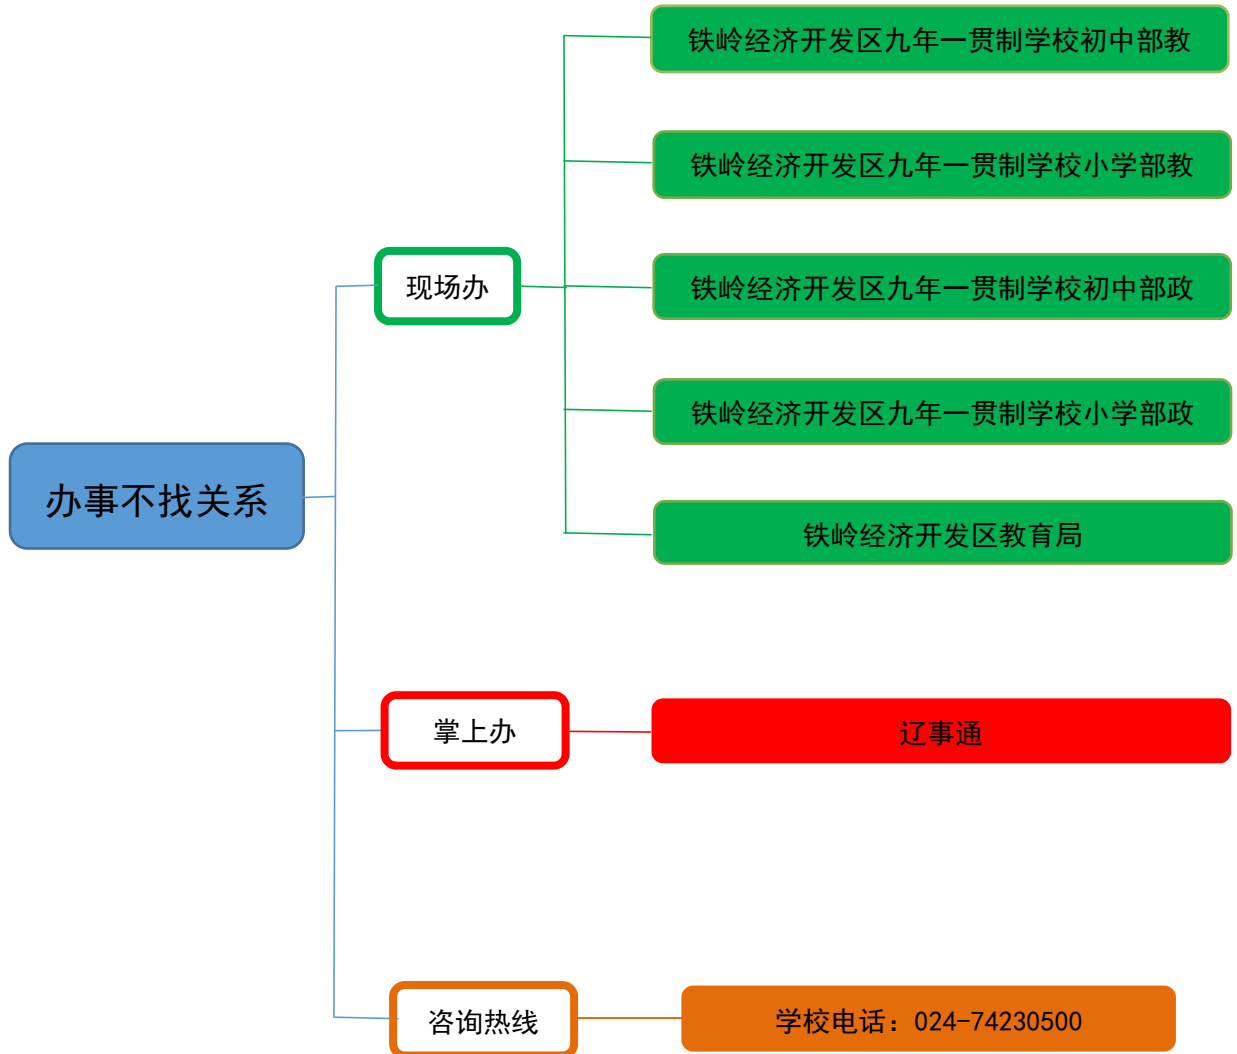 办事不找关系
现场办
铁岭经济开发区九年一贯制学校初中部教
铁岭经济开发区九年一贯制学校小学部教
铁岭经济开发区九年一贯制学校初中部政
铁岭经济开发区九年一贯制学校小学部政
铁岭经济开发区教育局
掌上办
辽事通
咨询热线
学校电话：024-74230500